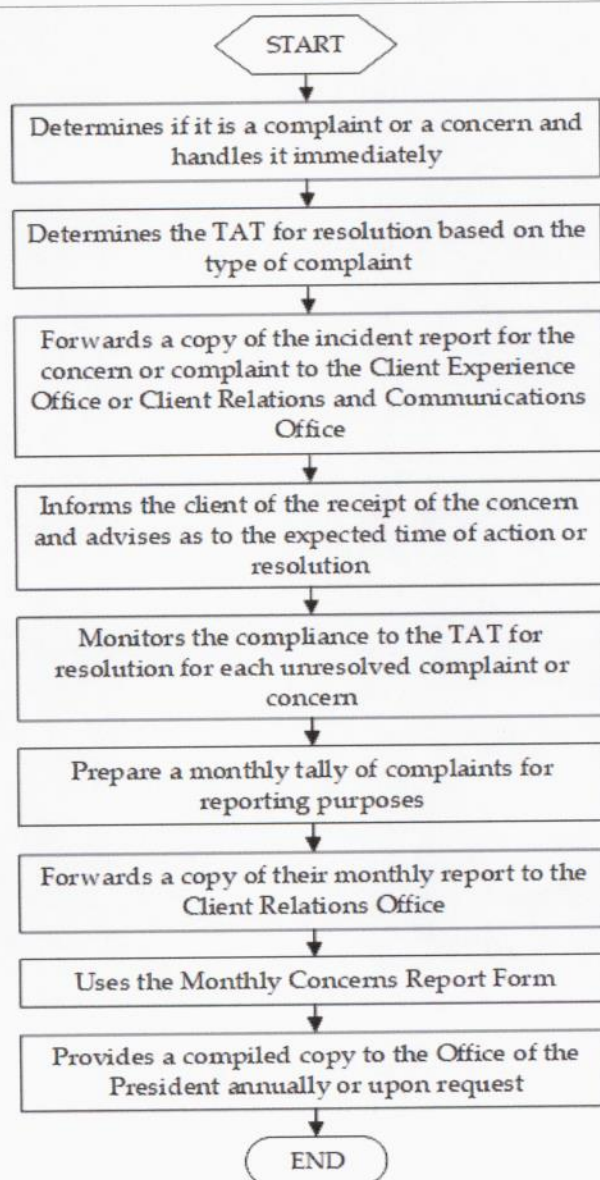 START
Determines if it is a complaint or a concern and
handles it immediately
Determines the TAT for resolution based on the
type of complaint
Forwards a copy of the incident report for the
concern or complaint to the Client Experience
Office or Client Relations and Communications
Office
Informs the client of the receipt of the concern
and advises as to the expected time of action or
resolution
Monitors the compliance to the TAT for
resolution for each unresolved complaint or
concern
Prepare a monthly tally of complaints for
reporting purposes
Forwards a copy of their monthly report to the
Client Relations Office
Uses the Monthly Concerns Report Form
Provides a compiled copy to the Office of the
President annually or upon request
END